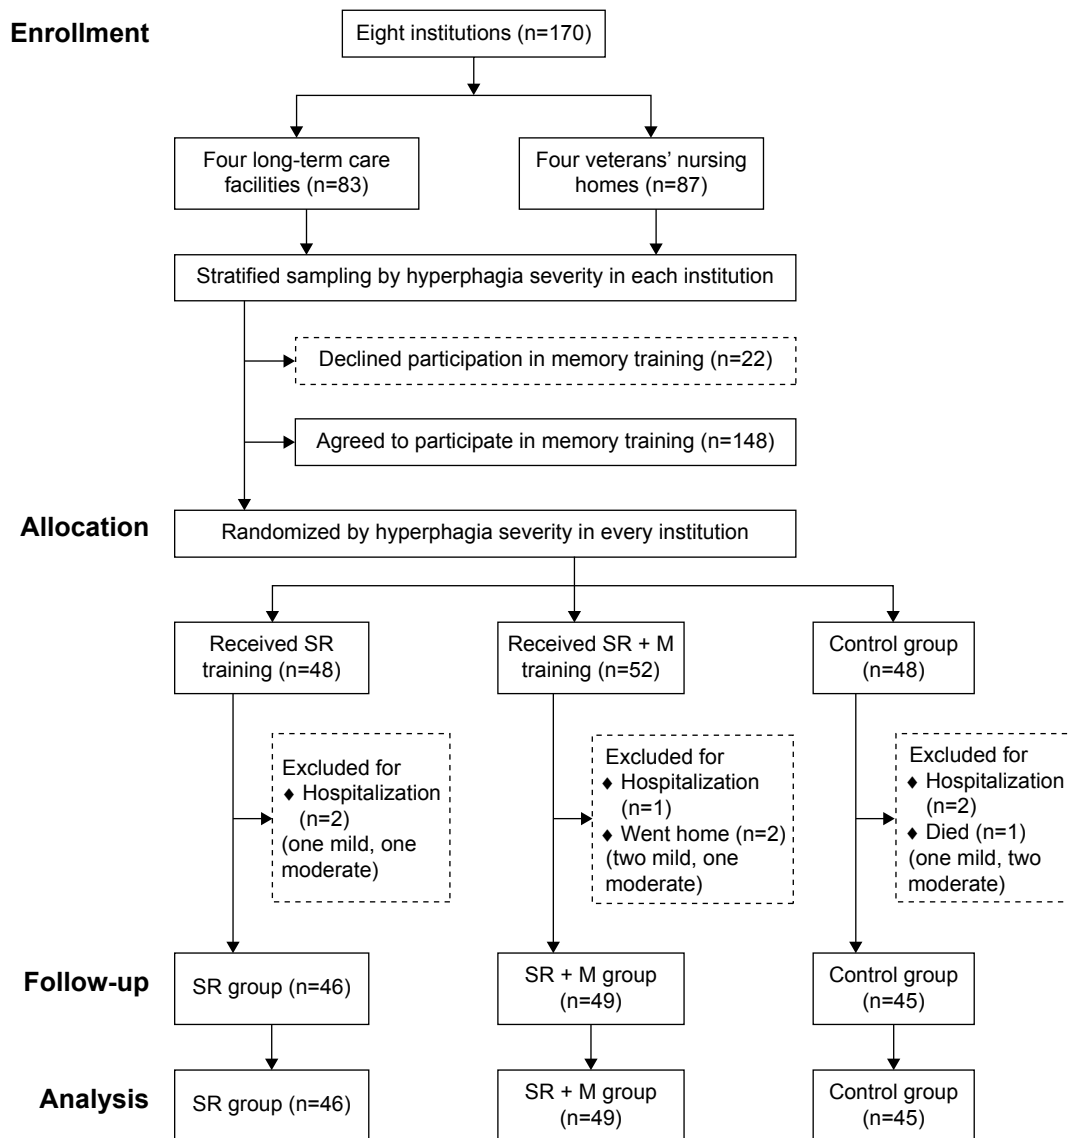 Enrollment
Eight institutions (n=170)
Four long-term care
facilities (n=83)
Four veterans’ nursing
homes (n=87)
Stratified sampling by hyperphagia severity in each institution
Declined participation in memory training (n=22)
Agreed to participate in memory training (n=148)
Allocation
Randomized by hyperphagia severity in every institution
Received SR
training (n=48)
Received SR + M
training (n=52)
Control group
(n=48)
Excluded for
♦ Hospitalization
(n=2)
(one mild, one
moderate)
Excluded for
♦ Hospitalization
(n=1)
♦ Went home (n=2)
(two mild, one
moderate)
Excluded for
♦ Hospitalization
(n=2)
♦ Died (n=1)
(one mild, two
moderate)
Follow-up
SR group (n=46)
SR + M group
(n=49)
Control group
(n=45)
Analysis
SR group (n=46)
SR + M group
(n=49)
Control group
(n=45)